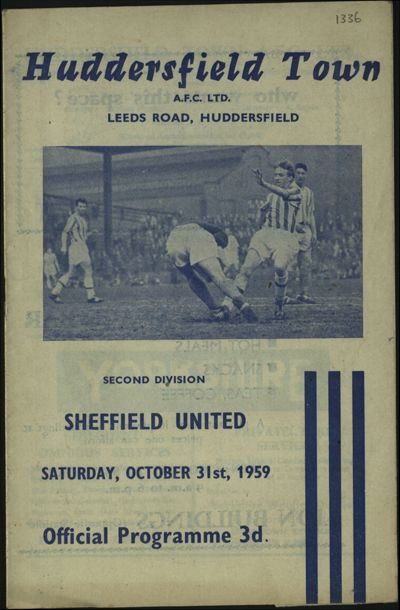 1336
Huddersfield Town
A.F.C. LTD.
LEEDS ROAD, HUDDERSFIELD
SECOND DIVISION
SHEFFIELD UNITED
SATURDAY, OCTOBER 31st, 1959
Official Programme 3d.